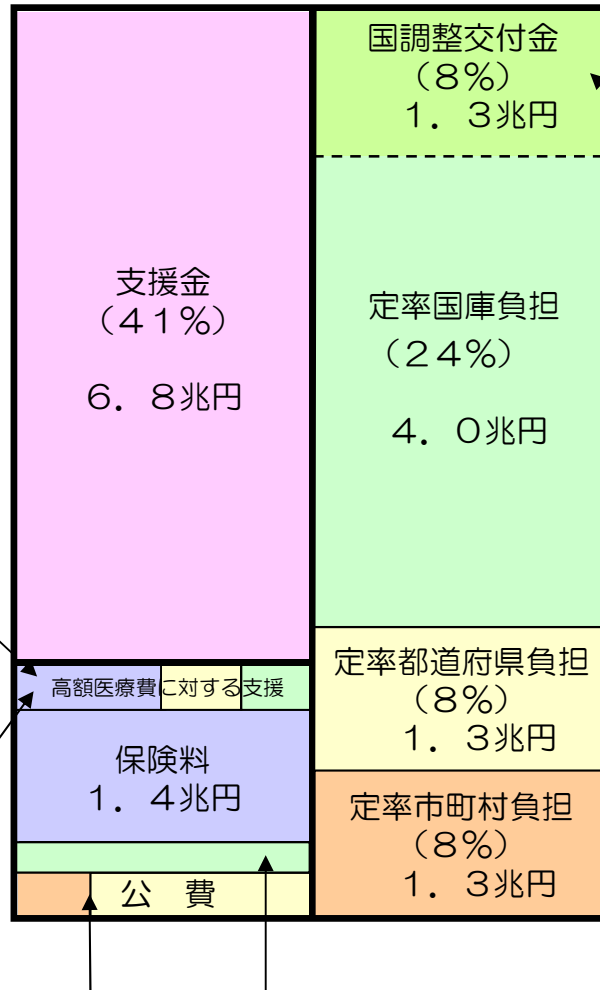 支援金
（４１％）
６．８兆円
高額医療費に対する支援
保険料
１．４兆円
公　費
国調整交付金
（８％）
１．３兆円
定率国庫負担
（２４％）
４．０兆円
定率都道府県負担
（８％）
１．３兆円
定率市町村負担
（８％）
１．３兆円